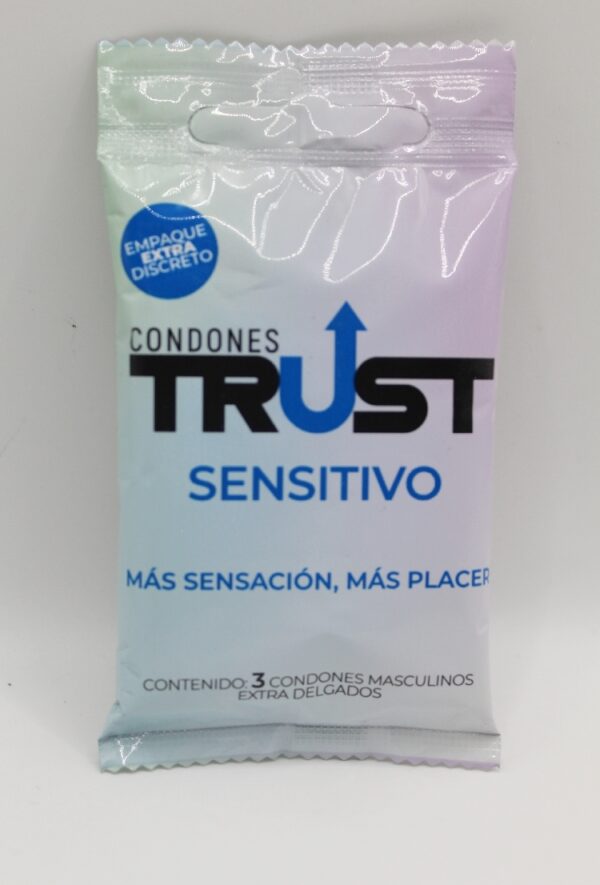 EMPAQUE
EXTRA
DISCRETO
CONDONES
TRUST
SENSITIVO
MÁS SENSACIÓN, MÁS PLACER
CONTENIDO: 3 CONDONES MASCULINOS
EXTRA DELGADOS